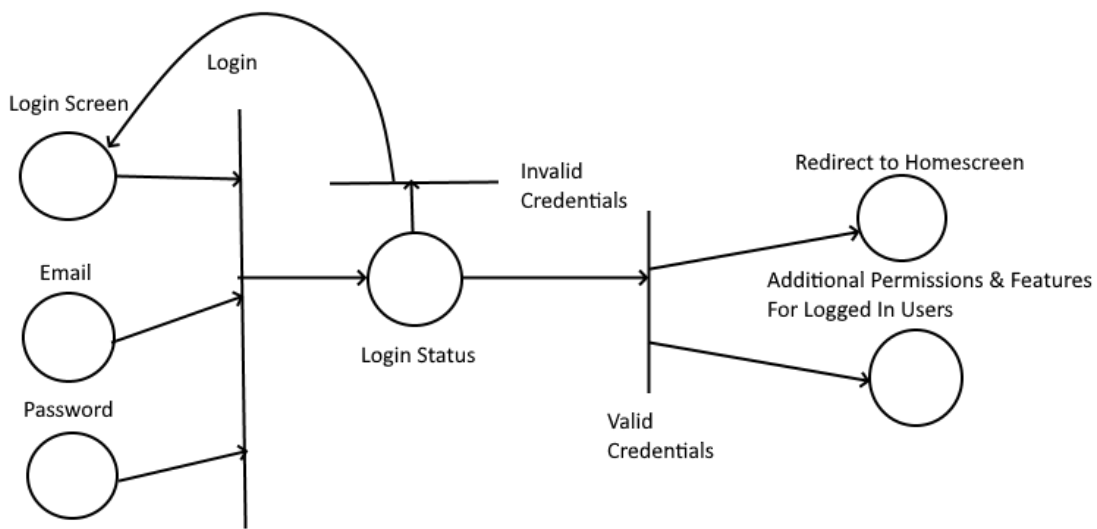 Login
Login Screen
Invalid
Credentials
Redirect to Homescreen
Email
Additional Permissions & Features
For Logged In Users
Login Status
Password
Valid
Credentials